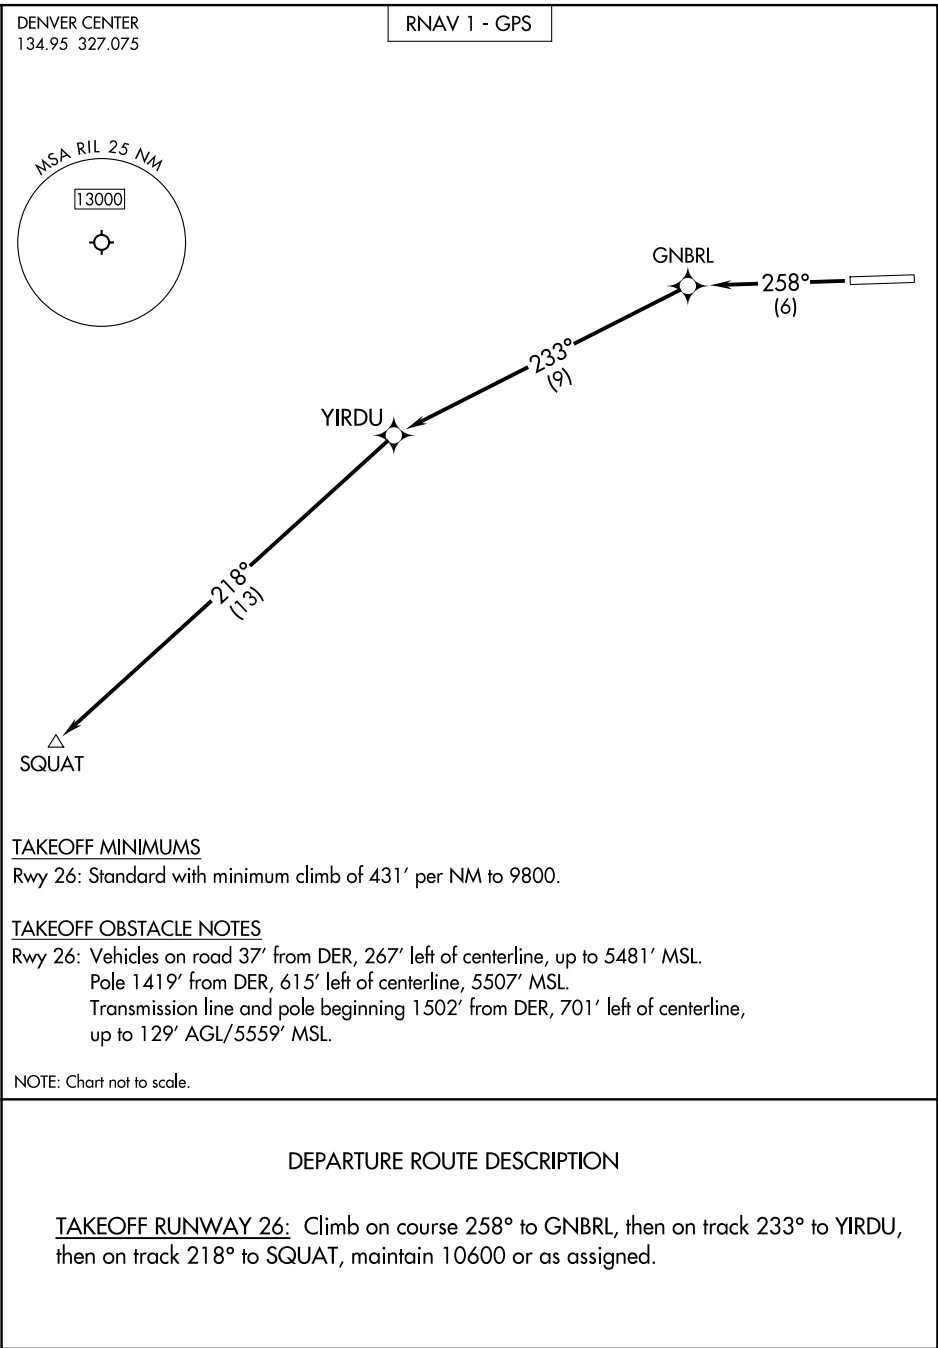 DENVER CENTER
134.95 327.075
RNAV 1 - GPS
MSA RIL 25 NM
13000
GNBRL
258°
(6)
233°
(9)
YIRDU
218°
(13)
SQUAT
TAKEOFF MINIMUMS
Rwy 26: Standard with minimum climb of 431' per NM to 9800.
TAKEOFF OBSTACLE NOTES
Rwy 26: Vehicles on road 37' from DER, 267' left of centerline, up to 5481' MSL.
Pole 1419' from DER, 615' left of centerline, 5507' MSL.
Transmission line and pole beginning 1502' from DER, 701' left of centerline,
up to 129' AGL/5559' MSL.
NOTE: Chart not to scale.
DEPARTURE ROUTE DESCRIPTION
TAKEOFF RUNWAY 26: Climb on course 258° to GNBRL, then on track 233° to YIRDU,
then on track 218° to SQUAT, maintain 10600 or as assigned.